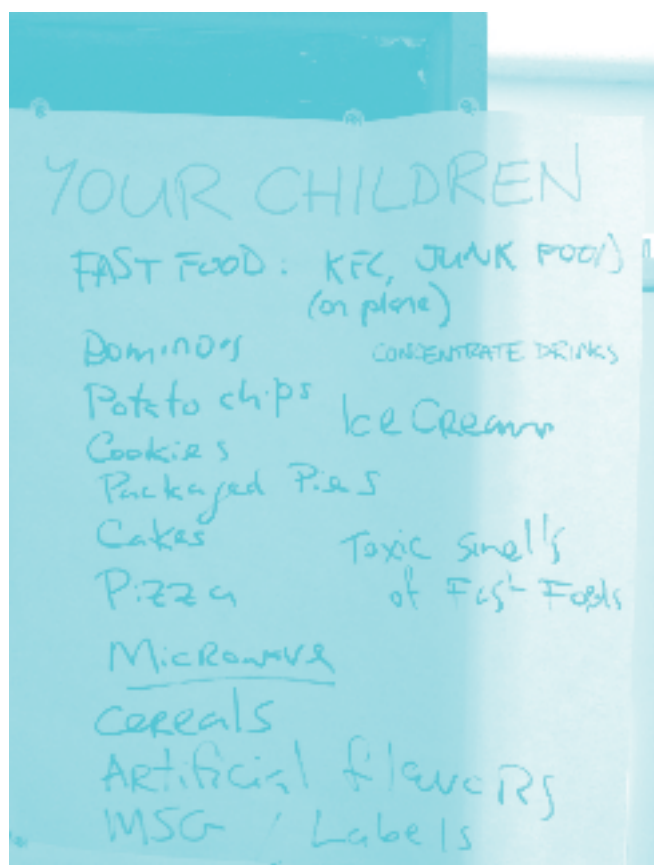 YOUR CHILDREN
FAST FOOD: KFC, JUNK FOOD
(on plane)
Dominos
CONCENTRATE DRINKS
Potato chips
Ice Cream
Cookies
Packaged Pies
Cakes
Toxic Smells
Pizza
of Fast Foods
Microwave
Cereals
Artificial flavors
MSG / Labels